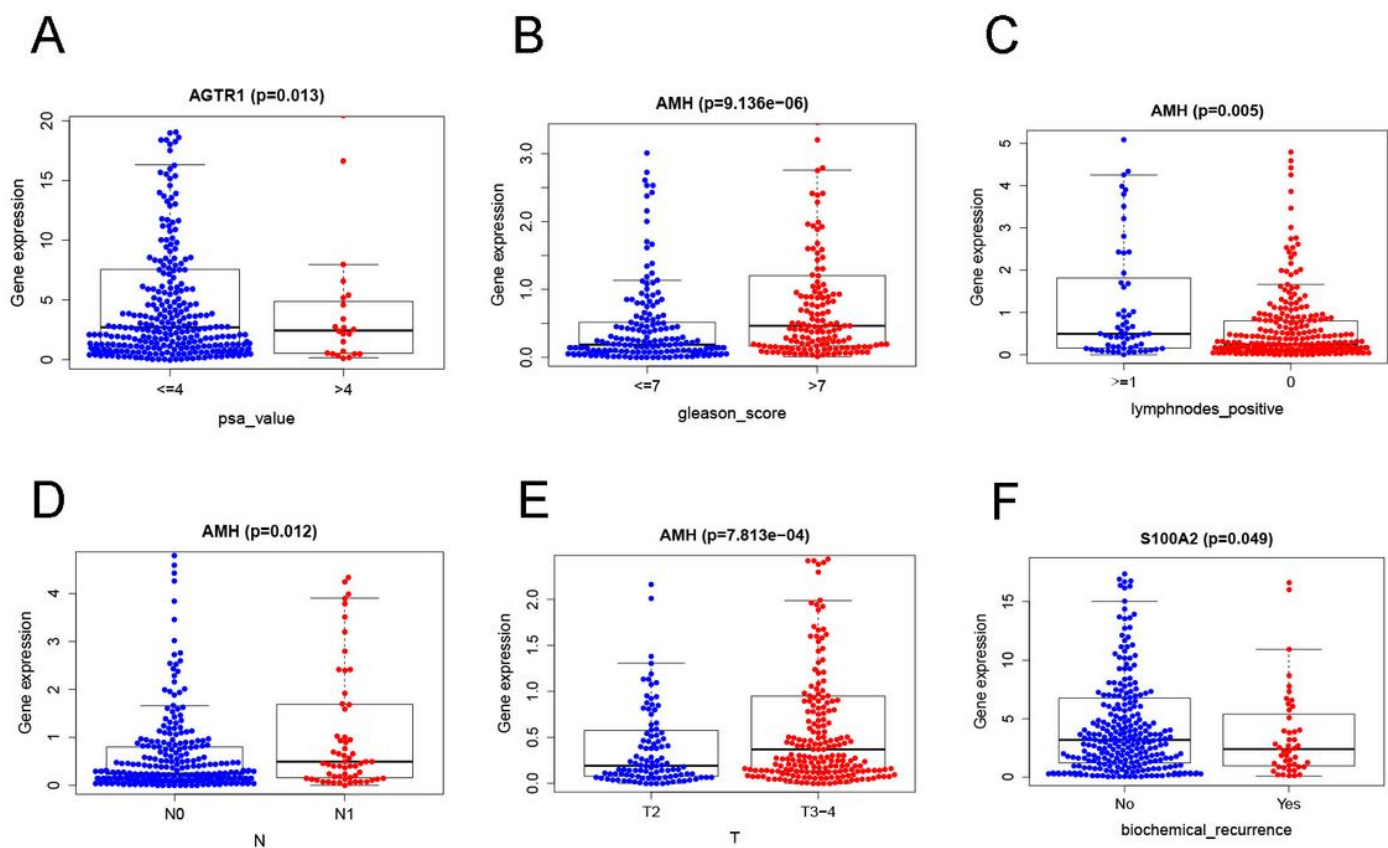 A
AGTR1 (p=0.013)
Gene expression
20
15
10
5
0
<=4
>4
psa_value
B
AMH (p=9.136e-06)
Gene expression
3.0
2.0
1.0
0.0
<=7
>7
gleason_score
C
AMH (p=0.005)
Gene expression
5
4
3
2
1
0
>=1
0
lymphnodes_positive
D
AMH (p=0.012)
Gene expression
4
3
2
1
0
N0
N1
N
E
AMH (p=7.813e-04)
Gene expression
2.0
1.5
1.0
0.5
0.0
T2
T3-4
T
F
S100A2 (p=0.049)
Gene expression
15
10
5
0
No
Yes
biochemical_recurrence